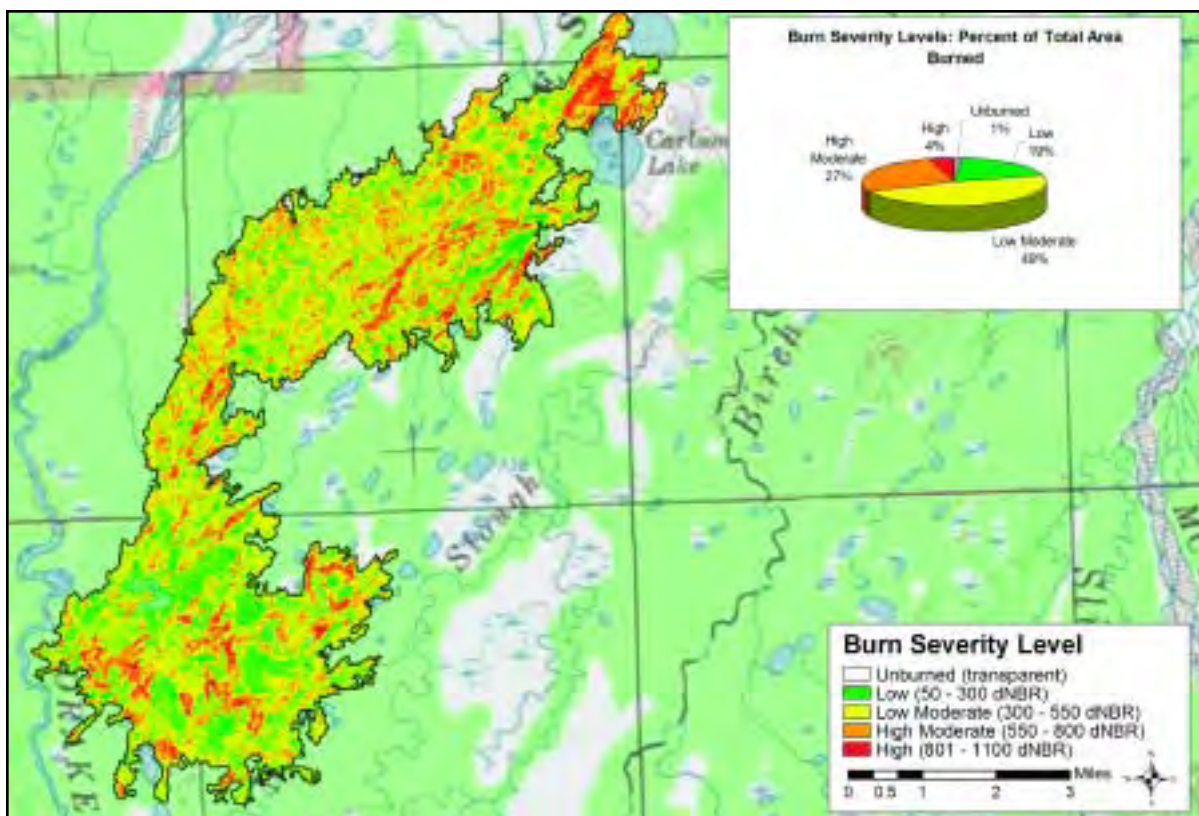 Burn Severity Levels: Percent of Total Area
Burned
Unburned
1%
High
4%
Low
19%
High
Moderate
27%
Low Moderate
49%
Lake
Birch
Slough
Burn Severity Level
Unburned (transparent)
Low (50 - 300 dNBR)
Low Moderate (300 - 550 dNBR)
High Moderate (550 - 800 dNBR)
High (801 - 1100 dNBR)
Miles
0 0.5 1 2 3